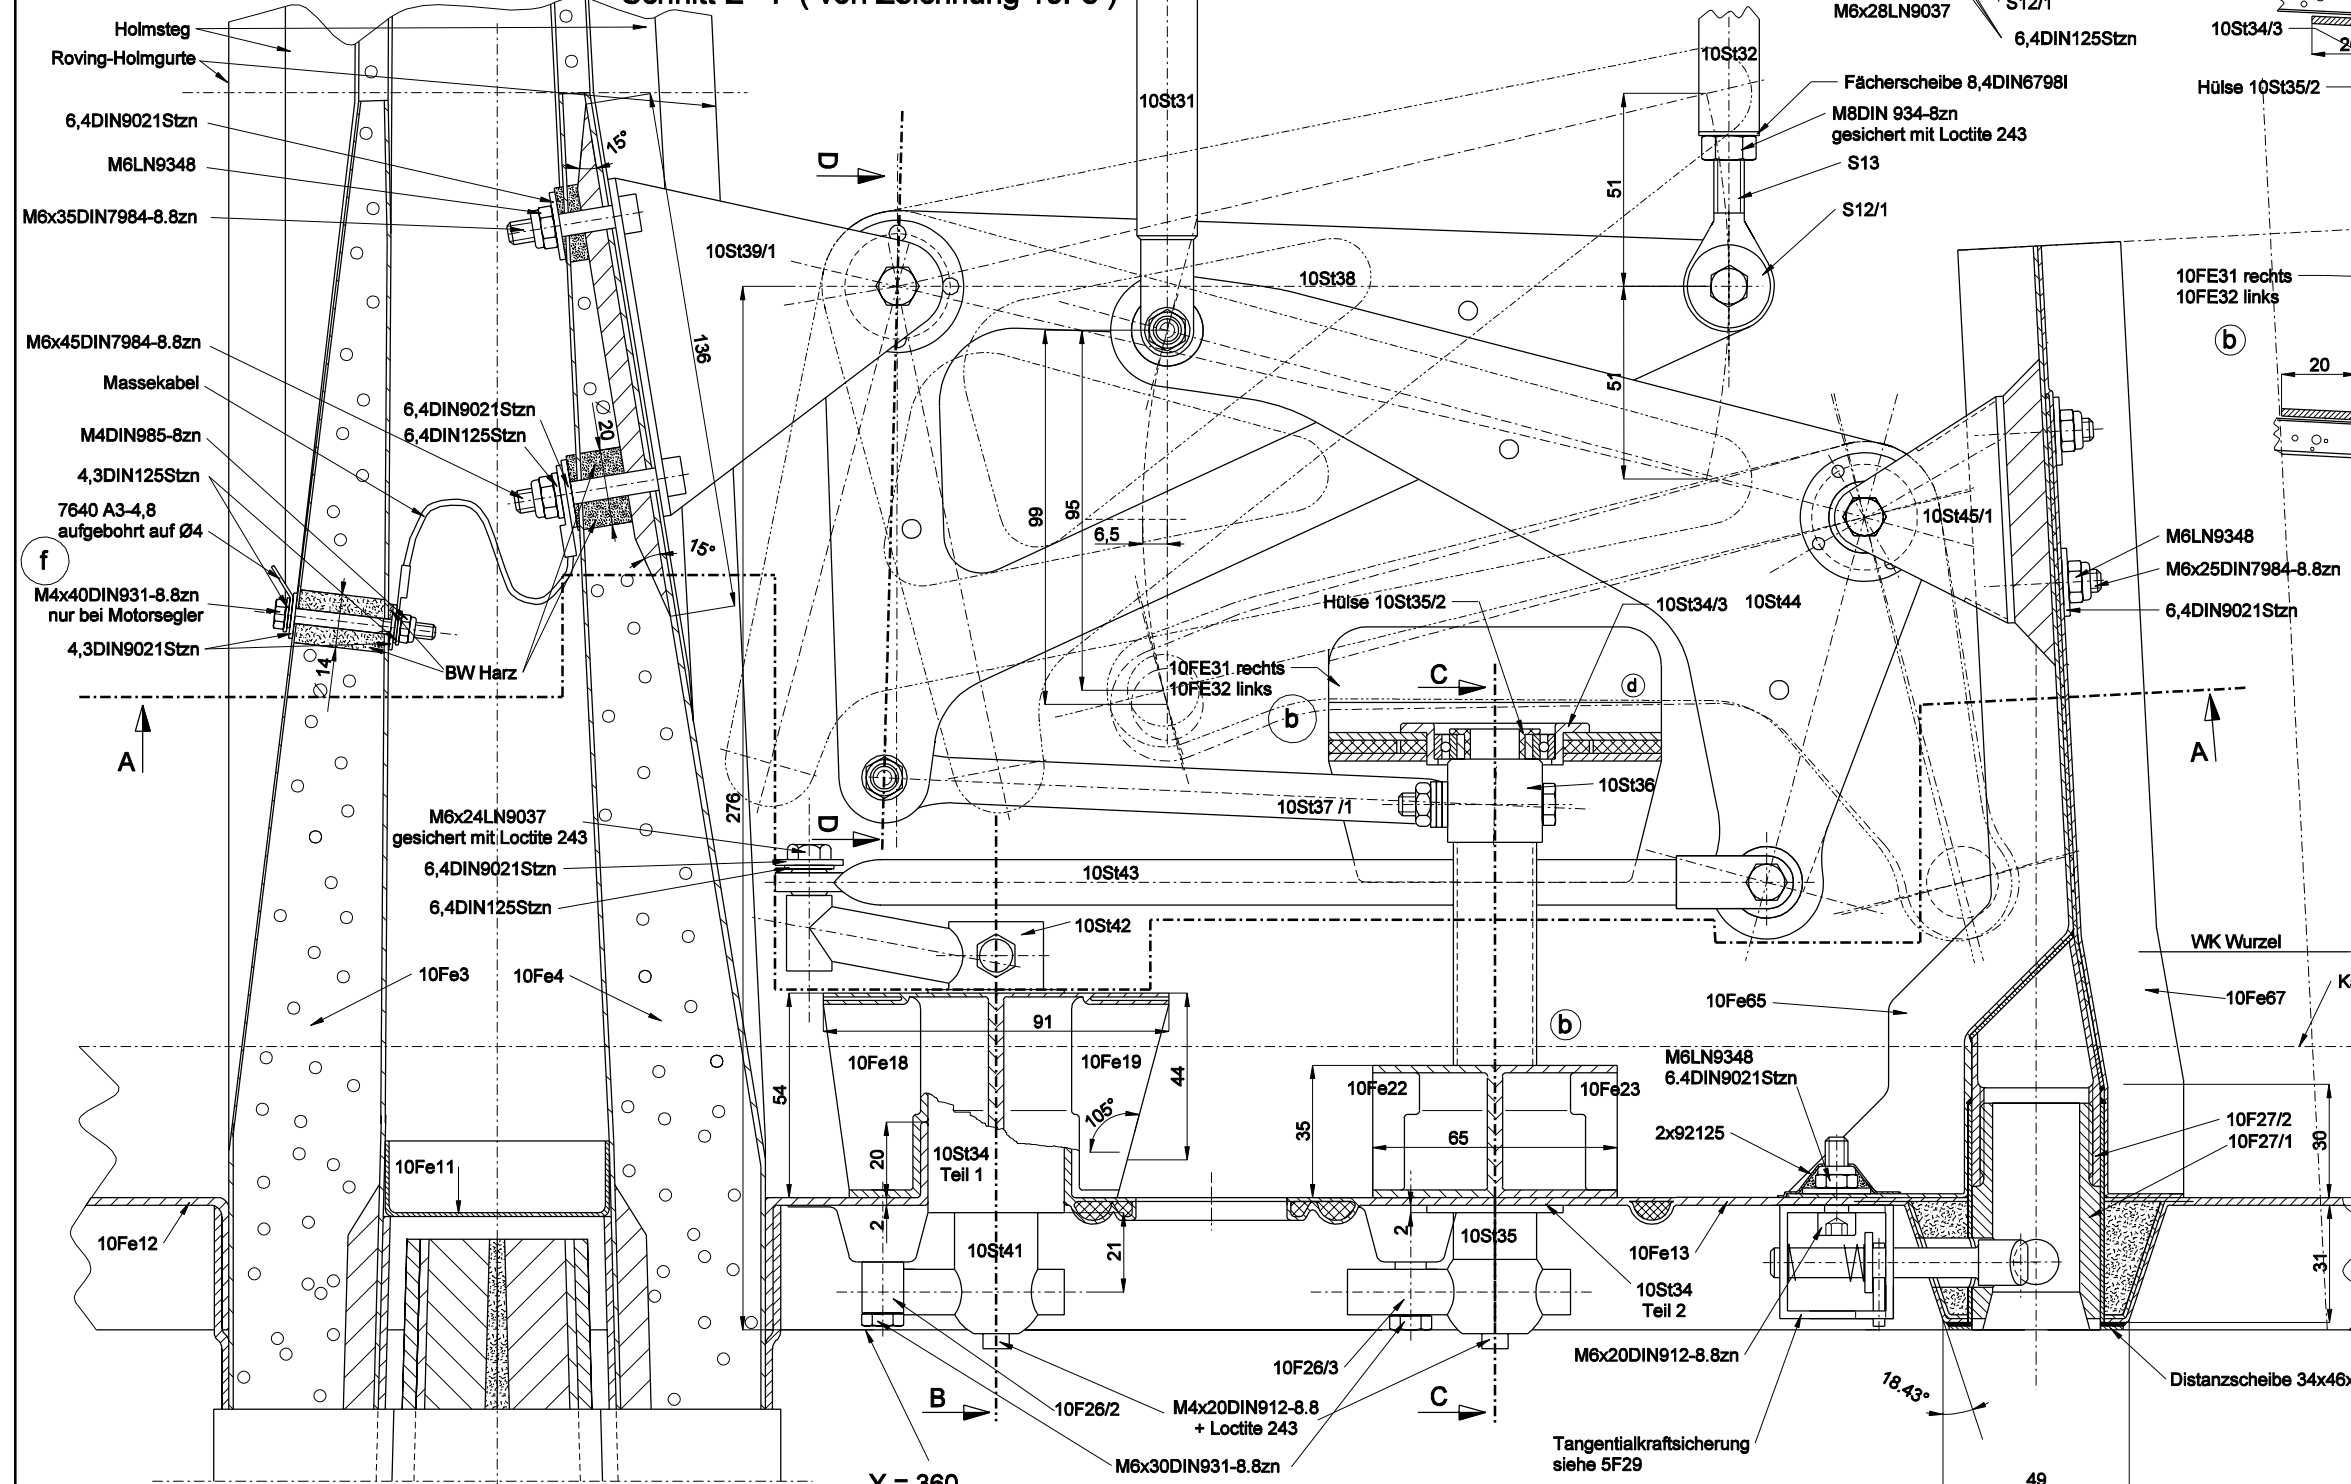 Holmsteg
Roving-Holmgurte
6,4DIN9021Stzn
M6LN9348
M6x35DIN7984-8.8zn
M6x45DIN7984-8.8zn
Massekabel
M4DIN985-8zn
4,3DIN125Stzn
7640 A3-4,8
aufgebohrt auf Ø4
f
M4x40DIN931-8.8zn
nur bei Motorsegler
4,3DIN9021Stzn
6,4DIN9021Stzn
6,4DIN125Stzn
Ø 20
15°
136
15°
Ø 14
BW Harz
A
276
M6x24LN9037
gesichert mit Loctite 243
6,4DIN9021Stzn
6,4DIN125Stzn
10Fe3
10Fe4
10Fe11
10Fe12
D
10St39/1
10St31
10St38
10St32
M6x28LN9037
S12/1
6,4DIN125Stzn
10St34/3
Hülse 10St35/2
Fächerscheibe 8,4DIN6798I
M8DIN 934-8zn
gesichert mit Loctite 243
S13
S12/1
51
51
10FE31 rechts
10FE32 links
b
20
99
95
6,5
10St45/1
M6LN9348
M6x25DIN7984-8.8zn
6,4DIN9021Stzn
Hülse 10St35/2
10St34/3
10St44
10FE31 rechts
10FE32 links
C
d
b
A
10St36
10St37 /1
D
10St43
10St42
WK Wurzel
10Fe65
10Fe67
b
91
54
10Fe18
10Fe19
44
105°
20
10St34
Teil 1
2
10St41
21
35
10Fe22
10Fe23
65
2
10St35
M6LN9348
6.4DIN9021Stzn
2x92125
10F27/2
10F27/1
30
31
10Fe13
10St34
Teil 2
10F26/3
M6x20DIN912-8.8zn
18.43°
Distanzscheibe 34x46x
B
10F26/2
M4x20DIN912-8.8
+ Loctite 243
C
M6x30DIN931-8.8zn
Tangentialkraftsicherung
siehe 5F29
49
Y = 360